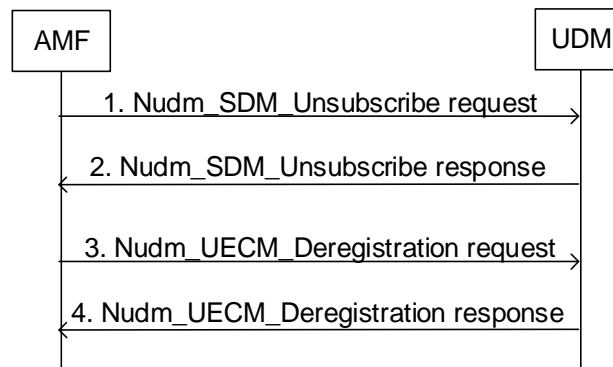 AMF
UDM
1. Nudm_SDM_Unsubscribe request
2. Nudm_SDM_Unsubscribe response
3. Nudm_UECM_Deregistration request
4. Nudm_UECM_Deregistration response